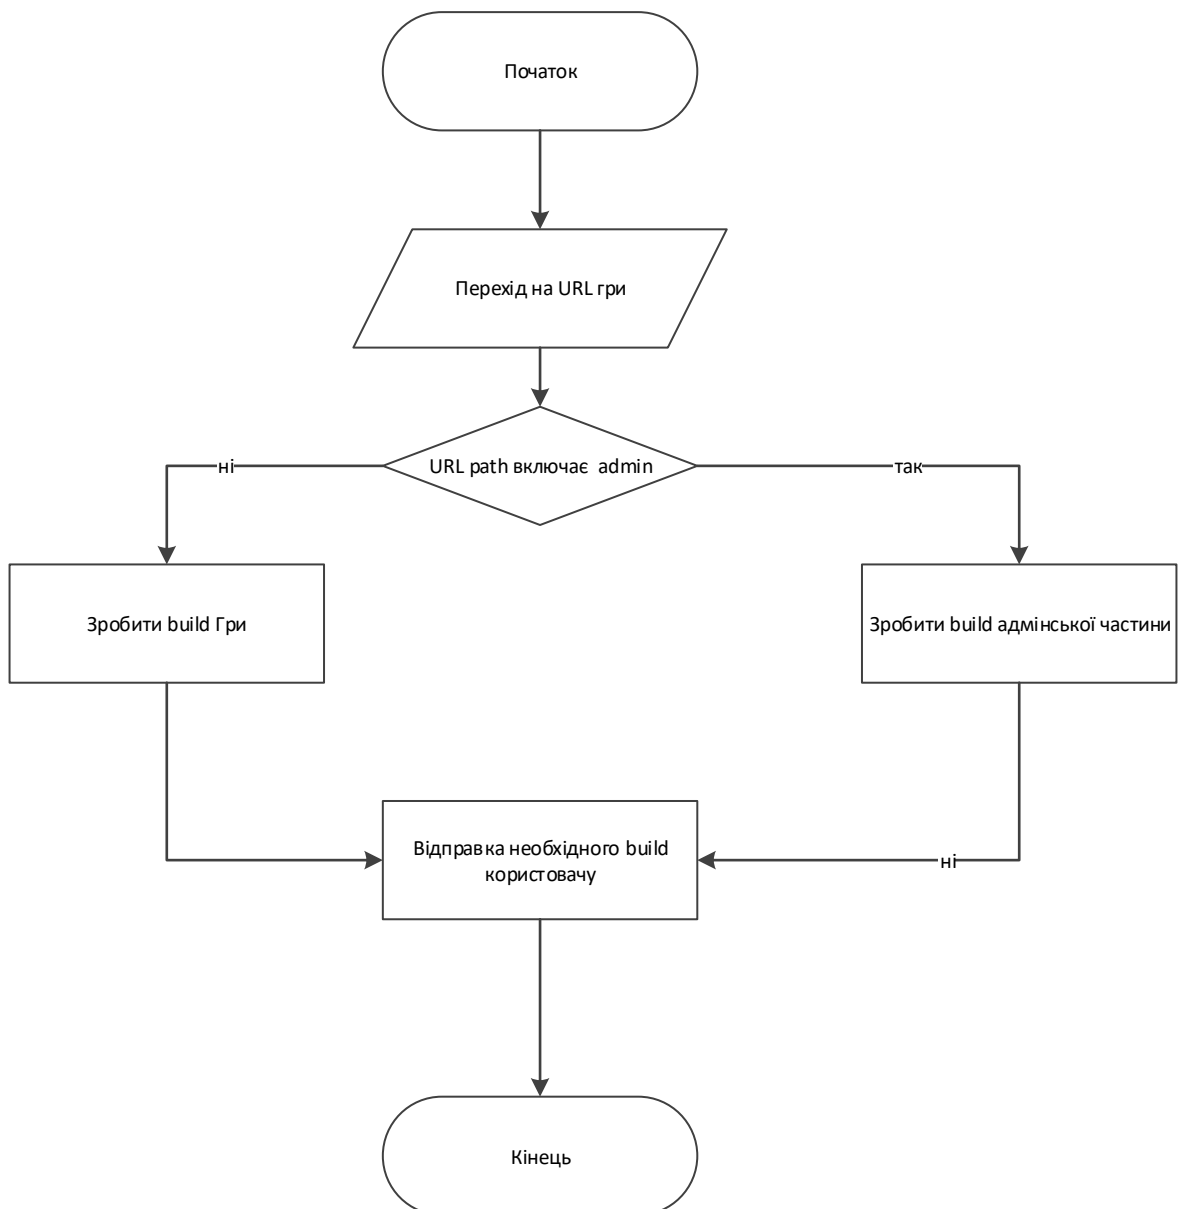 Початок
Перехід на URL гри
URL path включає admin
ні
так
Зробити build Гри
Зробити build адмінської частини
Відправка необхідного build
користовачу
ні
Кінець